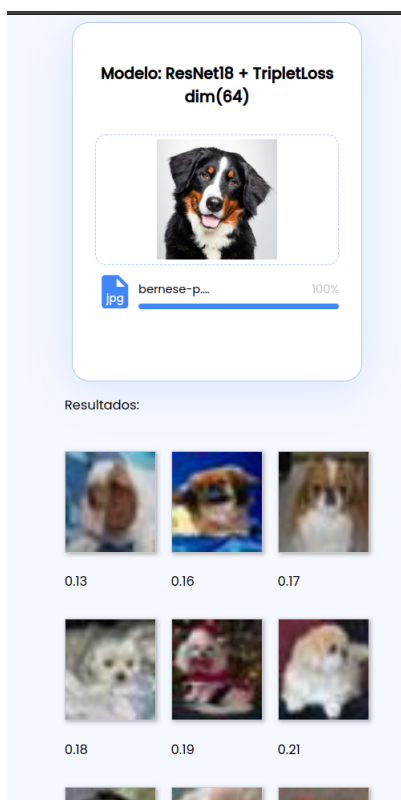 Modelo: ResNet18 + TripletLoss
dim(64)
jpg
bernese-p....
100%
Resultados:
0.13 0.16 0.17
0.18 0.19 0.21